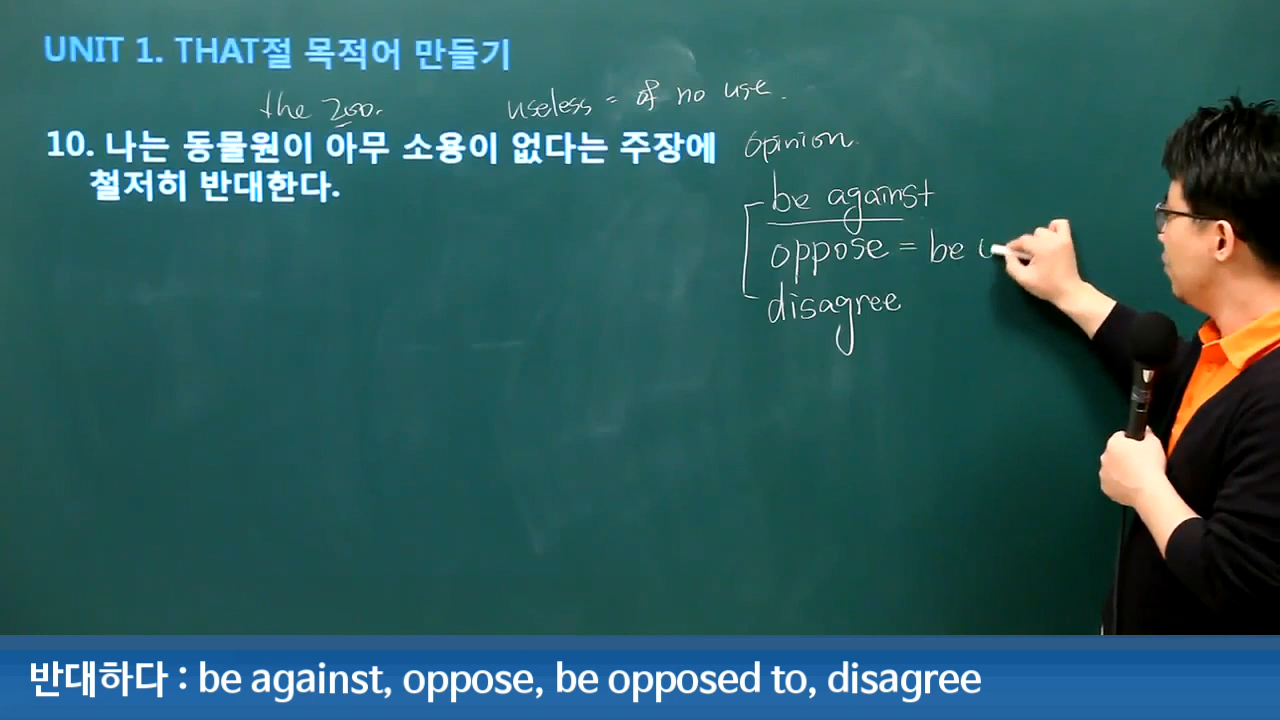 UNIT 1. THAT절 목적어 만들기
the zoo. useless = of no use.
10. 나는 동물원이 아무 소용이 없다는 주장에
opinion.
철저히 반대한다.
be against
oppose = be
disagree
반대하다 : be against, oppose, be opposed to, disagree